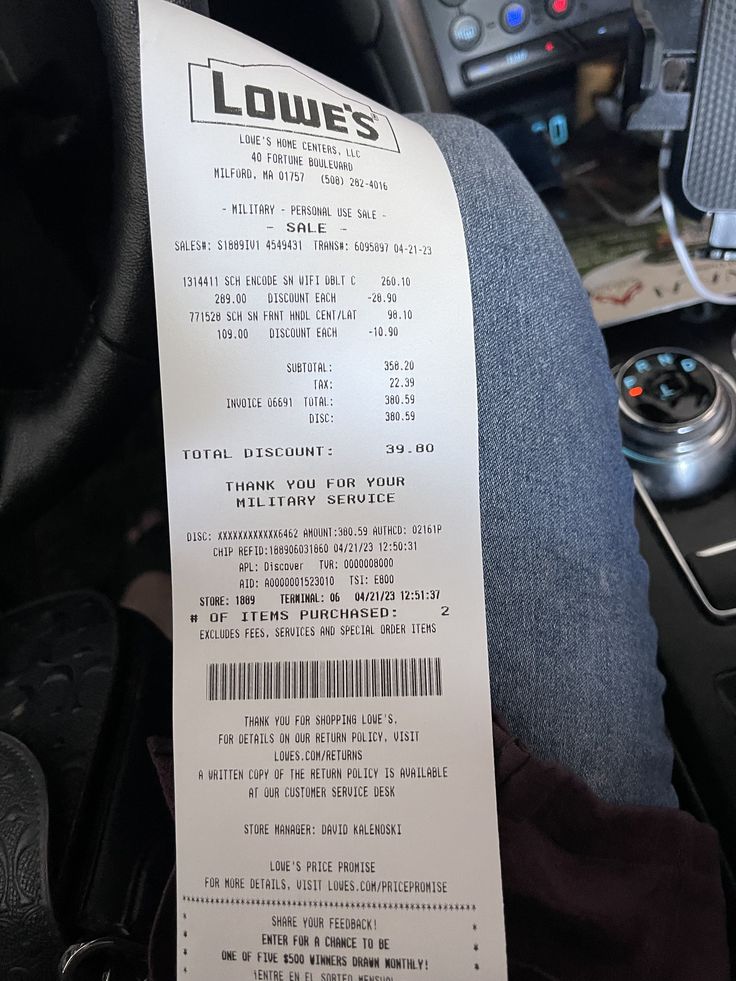 LOWE'S
LOWE'S HOME CENTERS, LLC
40 FORTUNE BOULEVARD
MILFORD, MA 01757 (508) 282-4016
- MILITARY - PERSONAL USE SALE -
- SALE -
SALES#: S1889IV1 4549431 TRANS#: 6095897 04-21-23
1314411 SCH ENCODE SN WIFI DBLT C 260.10
289.00 DISCOUNT EACH -28.90
771528 SCH SN FRNT HNDL CENT/LAT 98.10
109.00 DISCOUNT EACH -10.90
SUBTOTAL: 358.20
TAX: 22.39
INVOICE 06691 TOTAL: 380.59
DISC: 380.59
TOTAL DISCOUNT: 39.80
THANK YOU FOR YOUR
MILITARY SERVICE
DISC: XXXXXXXXXXXX6462 AMOUNT:380.59 AUTHCD: 02161P
CHIP REFID:188906031860 04/21/23 12:50:31
APL: Discover TVR: 0000008000
AID: A0000001523010 TSI: E800
STORE: 1889 TERMINAL: 06 04/21/23 12:51:37
# OF ITEMS PURCHASED: 2
EXCLUDES FEES, SERVICES AND SPECIAL ORDER ITEMS
THANK YOU FOR SHOPPING LOWE'S.
FOR DETAILS ON OUR RETURN POLICY, VISIT
LOWES.COM/RETURNS
A WRITTEN COPY OF THE RETURN POLICY IS AVAILABLE
AT OUR CUSTOMER SERVICE DESK
STORE MANAGER: DAVID KALENOSKI
LOWE'S PRICE PROMISE
FOR MORE DETAILS, VISIT LOWES.COM/PRICEPROMISE
****************************************************
* SHARE YOUR FEEDBACK! *
* ENTER FOR A CHANCE TO BE *
* ONE OF FIVE $500 WINNERS DRAWN MONTHLY! *
¡ENTRE EN EL SORTEO MENSUAL
P R N D
L